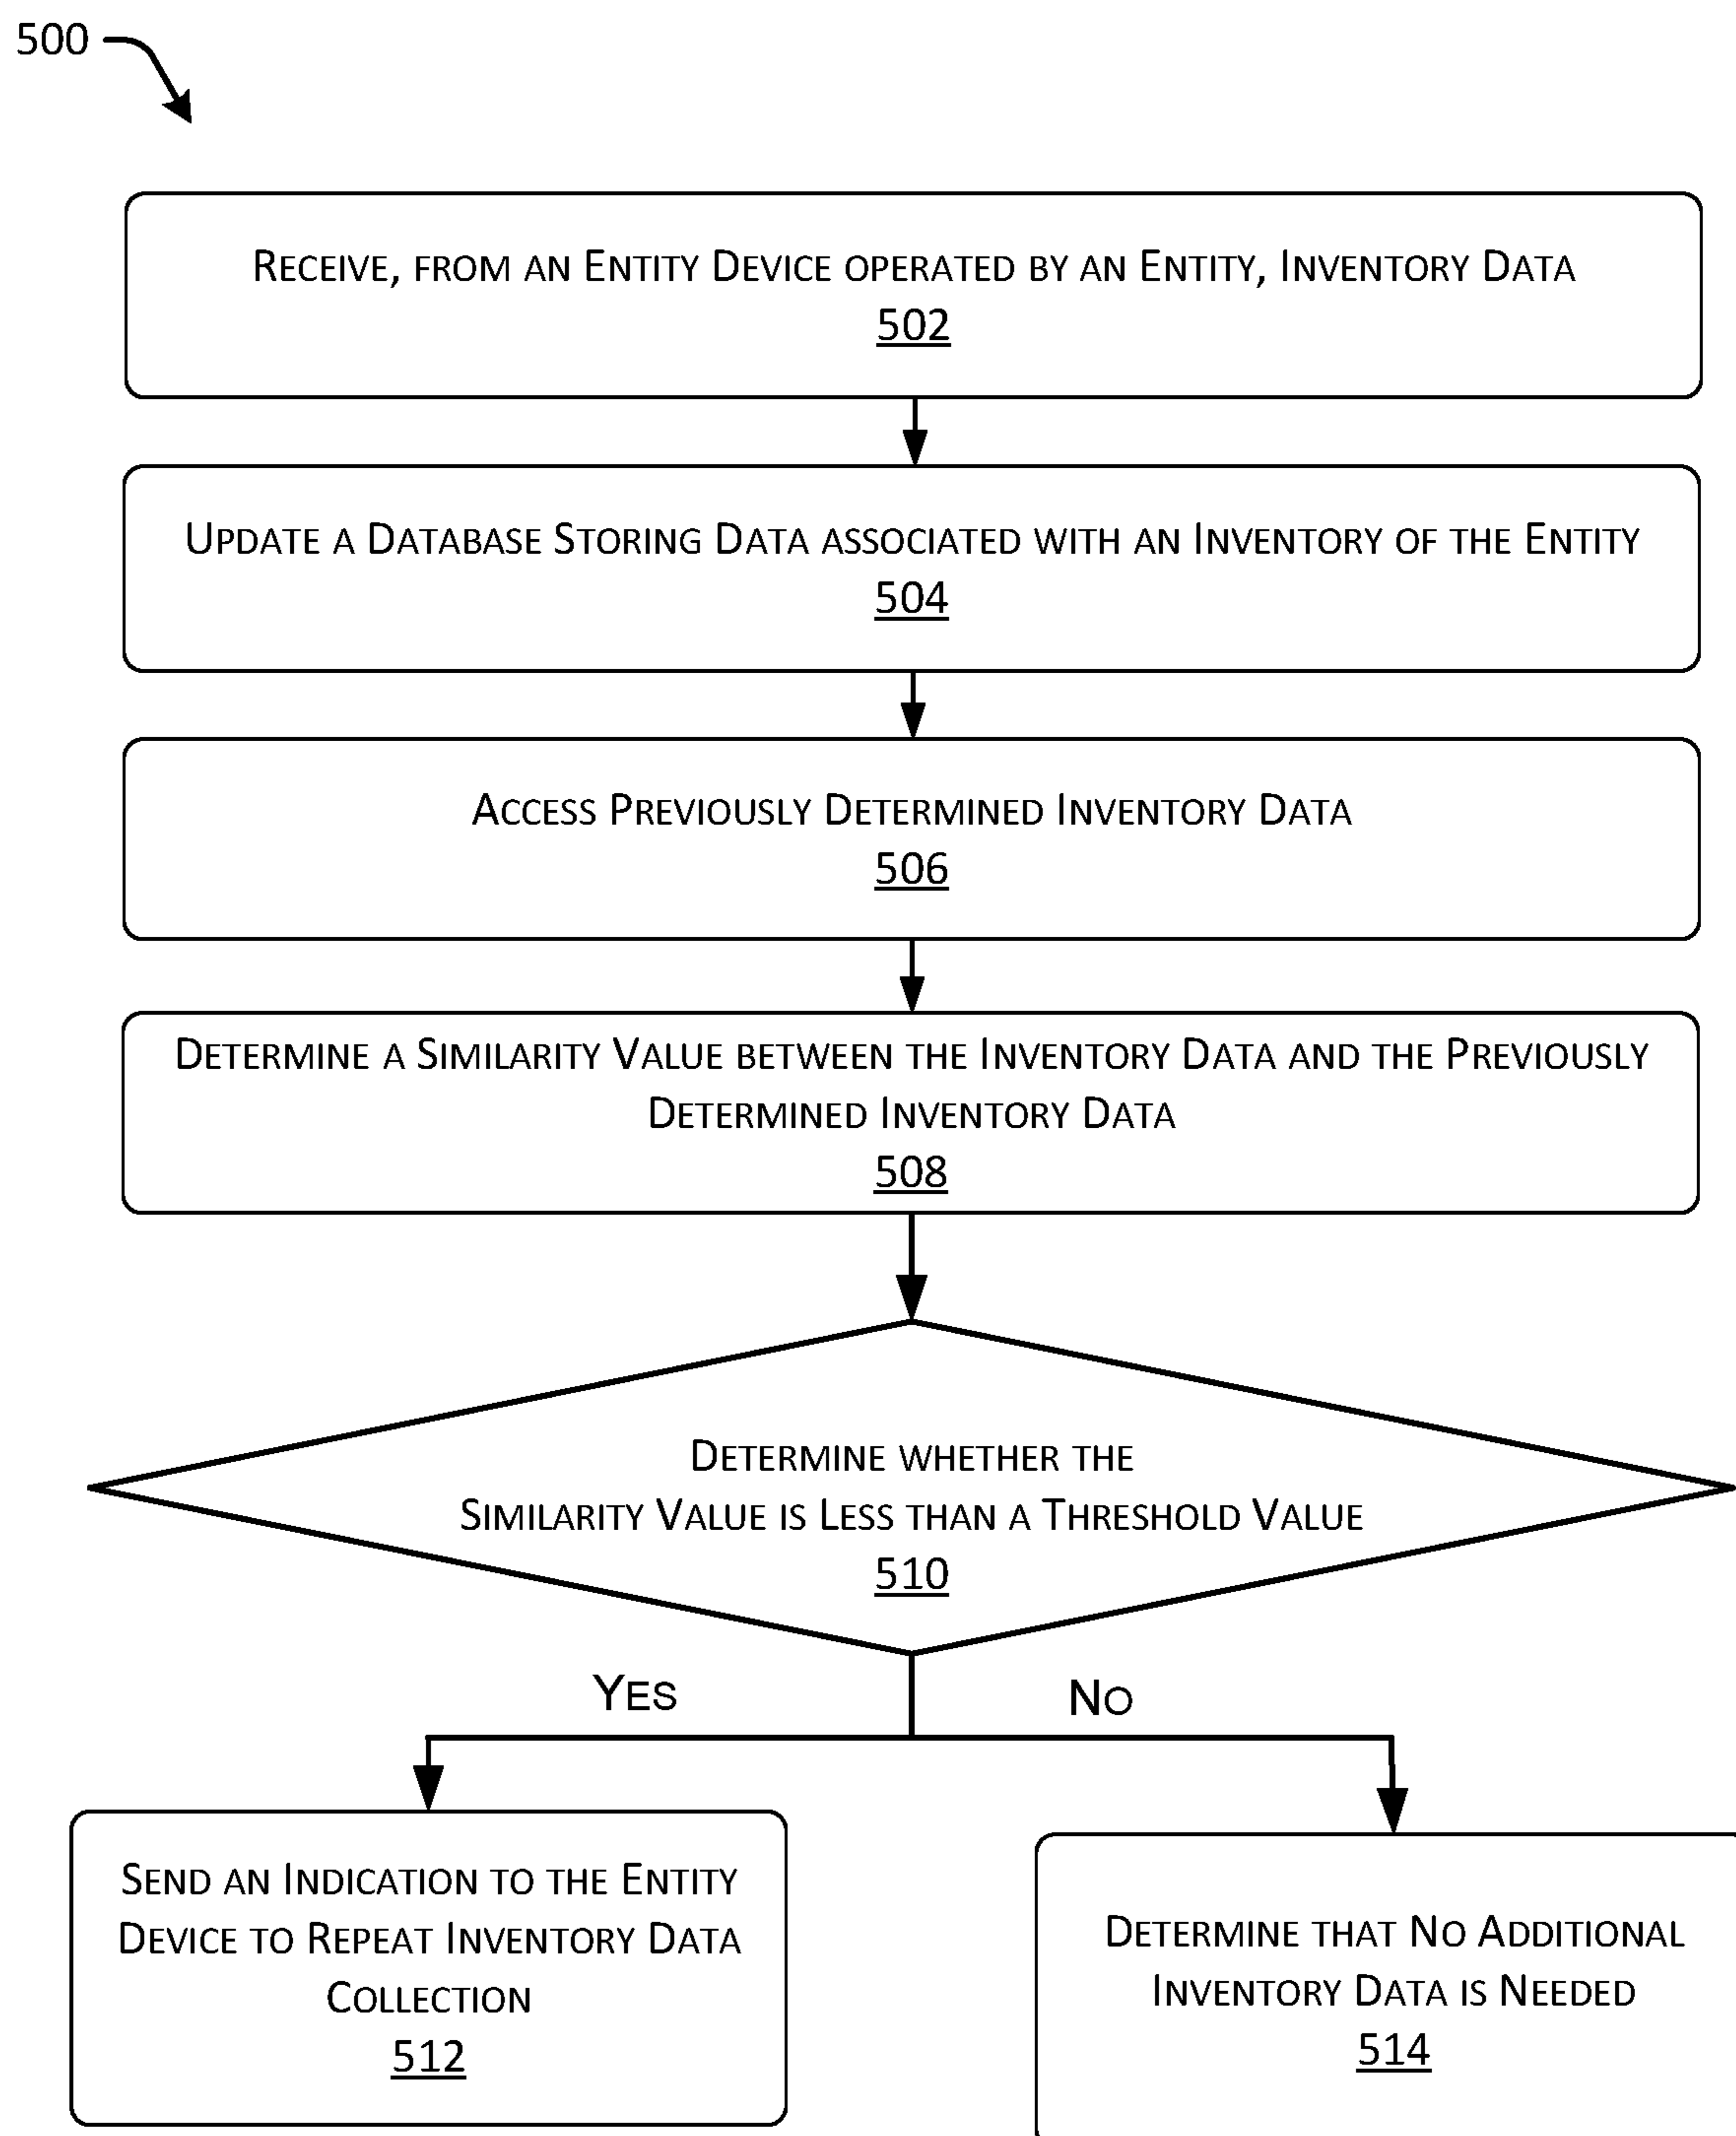 500
RECEIVE, FROM AN ENTITY DEVICE OPERATED BY AN ENTITY, INVENTORY DATA
502
UPDATE A DATABASE STORING DATA ASSOCIATED WITH AN INVENTORY OF THE ENTITY
504
ACCESS PREVIOUSLY DETERMINED INVENTORY DATA
506
DETERMINE A SIMILARITY VALUE BETWEEN THE INVENTORY DATA AND THE PREVIOUSLY
DETERMINED INVENTORY DATA
508
DETERMINE WHETHER THE
SIMILARITY VALUE IS LESS THAN A THRESHOLD VALUE
510
YES
NO
SEND AN INDICATION TO THE ENTITY
DEVICE TO REPEAT INVENTORY DATA
COLLECTION
512
DETERMINE THAT NO ADDITIONAL
INVENTORY DATA IS NEEDED
514